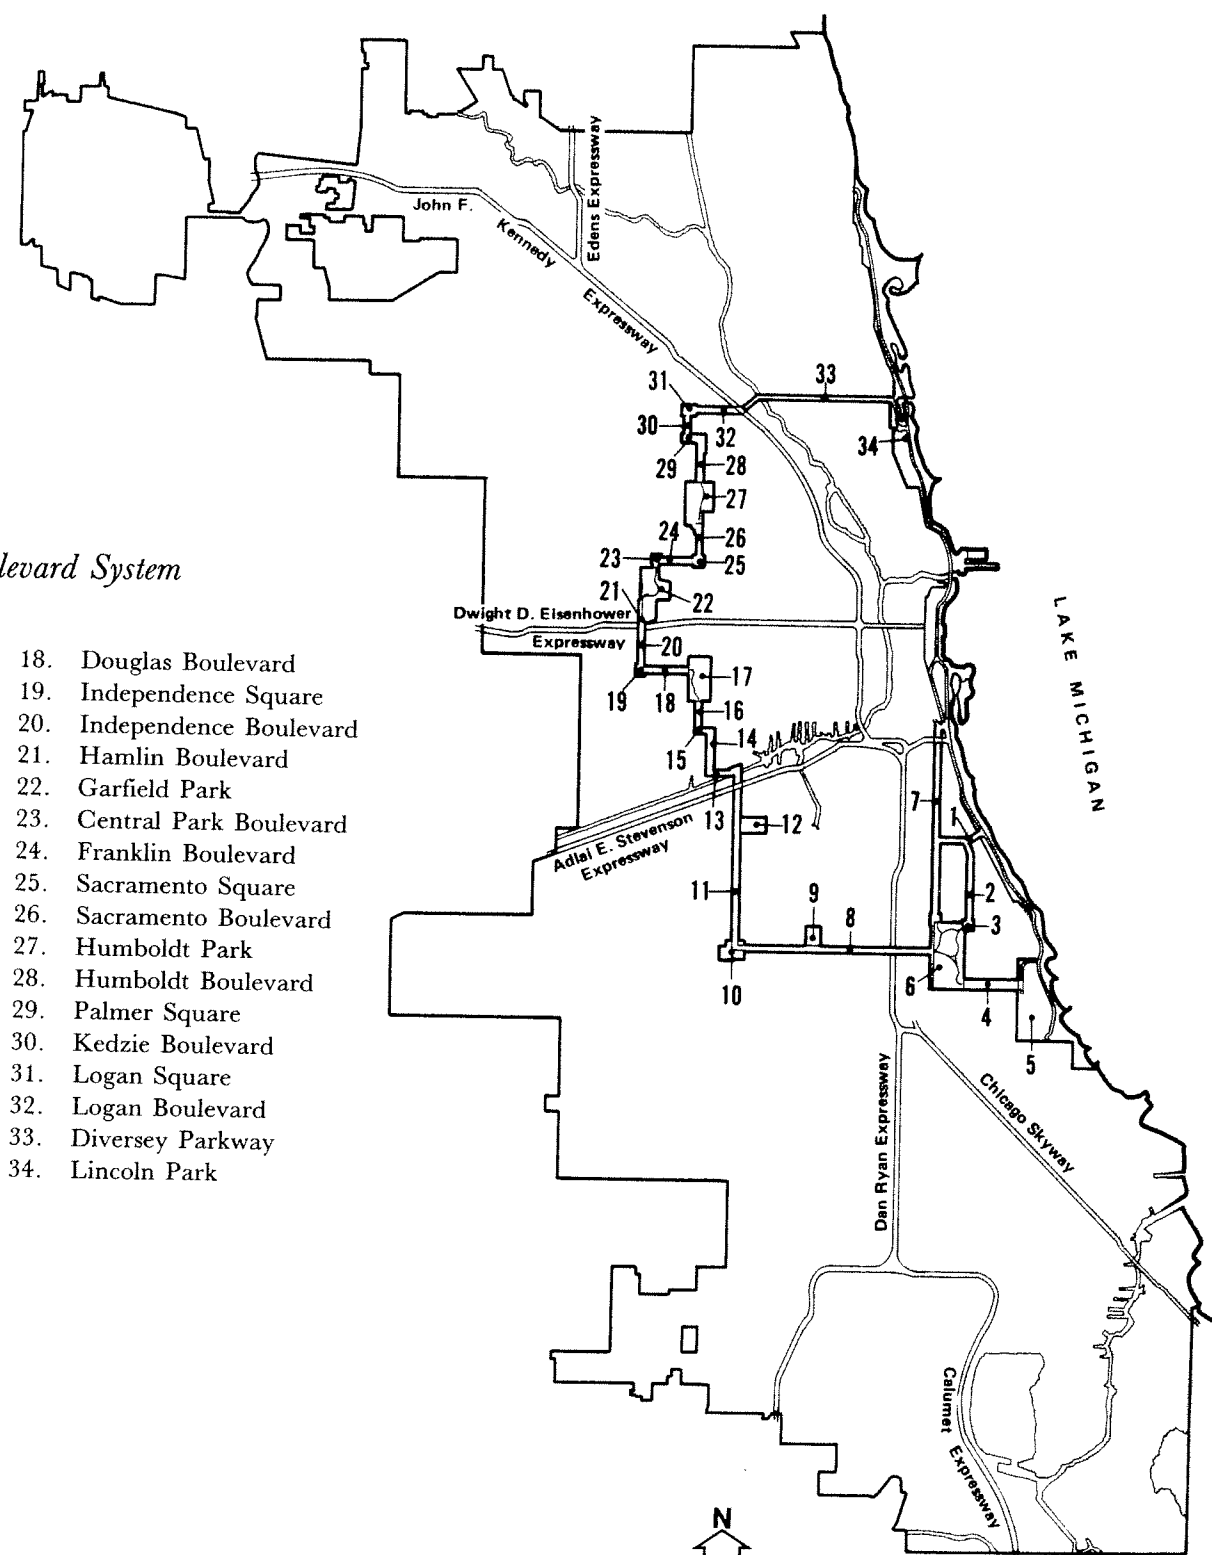 levard System
18. Douglas Boulevard
19. Independence Square
20. Independence Boulevard
21. Hamlin Boulevard
22. Garfield Park
23. Central Park Boulevard
24. Franklin Boulevard
25. Sacramento Square
26. Sacramento Boulevard
27. Humboldt Park
28. Humboldt Boulevard
29. Palmer Square
30. Kedzie Boulevard
31. Logan Square
32. Logan Boulevard
33. Diversey Parkway
34. Lincoln Park
John F.
Kennedy
Expressway
Edens Expressway
33
31
30
32
34
29
28
27
26
24
23
25
21
22
Dwight D. Eisenhower
Expressway
20
19
18
17
16
15
14
13
12
Adlai E. Stevenson
Expressway
11
10
9
8
7
1
2
3
6
4
5
LAKE MICHIGAN
Dan Ryan Expressway
Chicago Skyway
Calumet Expressway
N